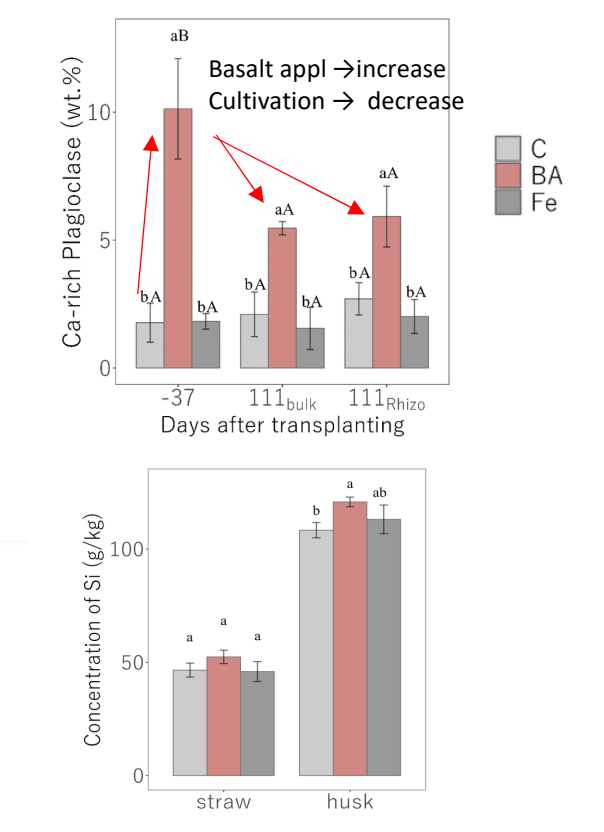 aB
Basalt appl →increase
Cultivation → decrease
Ca-rich Plagioclase (wt.%)
10
5
0
bA
bA
bA
aA
bA
bA
aA
bA
C
BA
Fe
-37
111bulk
111Rhizo
Days after transplanting
Concentration of Si (g/kg)
100
50
0
a
a
a
b
a
ab
straw
husk